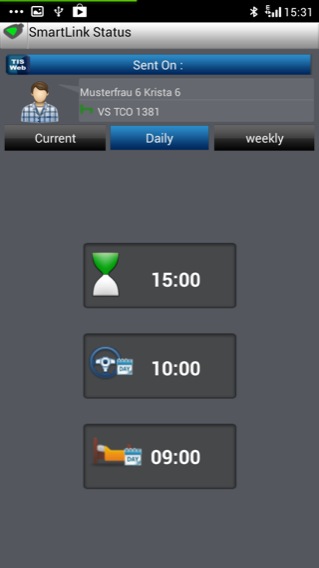 15:31
SmartLink Status
TIS
Web
Sent On :
Musterfrau 6 Krista 6
VS TCO 1381
Current
Daily
weekly
15:00
DAY
10:00
DAY
09:00